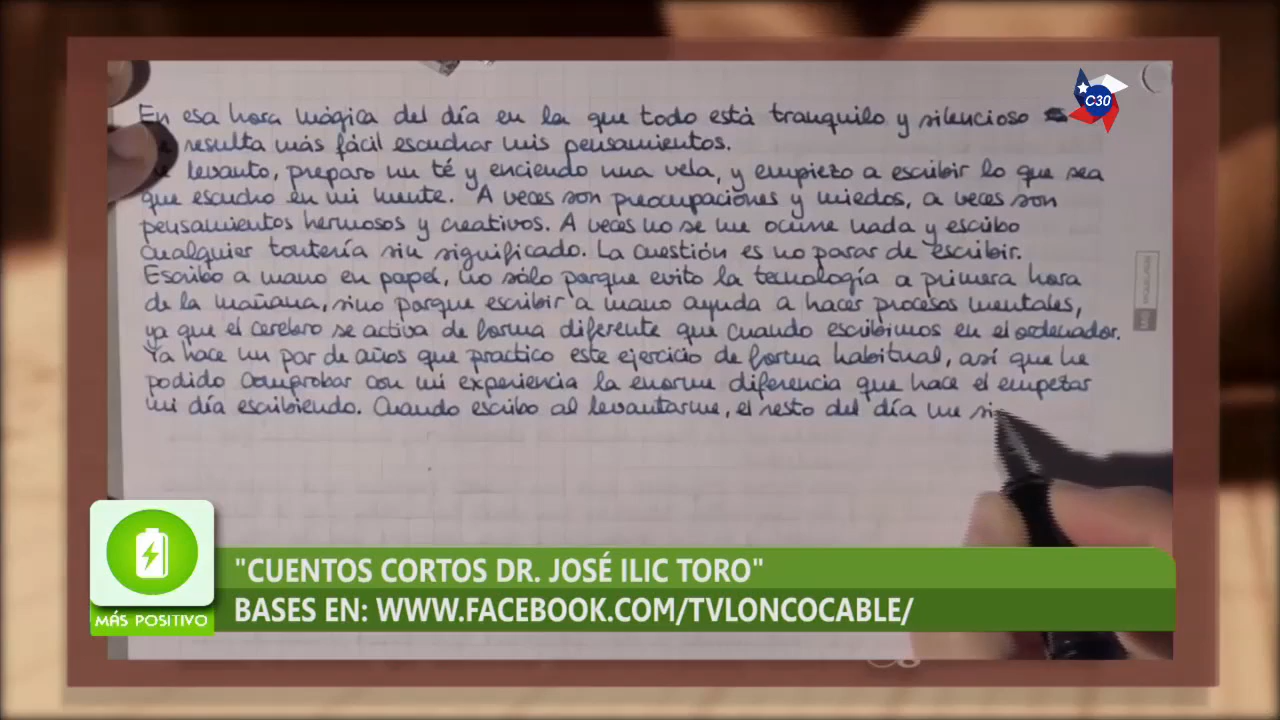 C30
En esa hora mágica del día en la que todo está tranquilo y silencioso
resulta más fácil escuchar mis pensamientos.
levanto, preparo un té y enciendo una vela, y empiezo a escribir lo que sea
que escucho en mi mente. A veces son preocupaciones y miedos, a veces son
pensamientos hermosos y creativos. A veces no se me ocurre nada y escribo
cualquier tontería sin significado. La cuestión es no parar de escribir.
Escribo a mano en papel, no sólo porque evito la tecnología a primera hora
de la mañana, sino porque escribir a mano ayuda a hacer procesos mentales,
ya que el cerebro se activa de forma diferente que cuando escribimos en el ordenador.
Ya hace un par de años que practico este ejercicio de forma habitual, así que he
podido comprobar con mi experiencia la enorme diferencia que hace el empezar
mi día escribiendo. Cuando escribo al levantarme, el resto del día me si
"CUENTOS CORTOS DR. JOSÉ ILIC TORO"
BASES EN: WWW.FACEBOOK.COM/TVLONCOCABLE/
MÁS POSITIVO